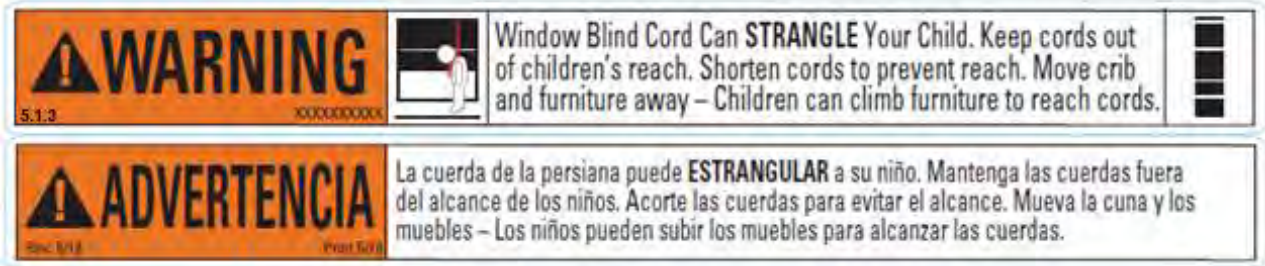 WARNING
5.1.3
XXXXXXXXXX
Window Blind Cord Can STRANGLE Your Child. Keep cords out
of children's reach. Shorten cords to prevent reach. Move crib
and furniture away – Children can climb furniture to reach cords.
ADVERTENCIA
La cuerda de la persiana puede ESTRANGULAR a su niño. Mantenga las cuerdas fuera
del alcance de los niños. Acorte las cuerdas para evitar el alcance. Mueva la cuna y los
muebles – Los niños pueden subir los muebles para alcanzar las cuerdas.